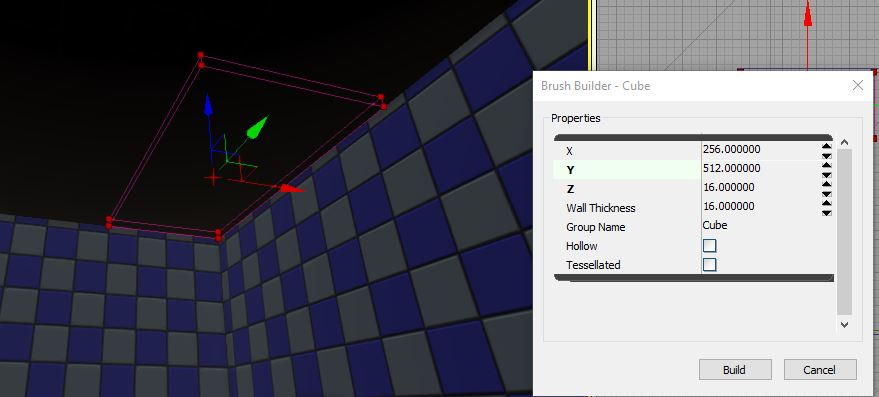 Brush Builder - Cube
Properties
X 256.000000
Y 512.000000
Z 16.000000
Wall Thickness 16.000000
Group Name Cube
Hollow
Tessellated
Build Cancel